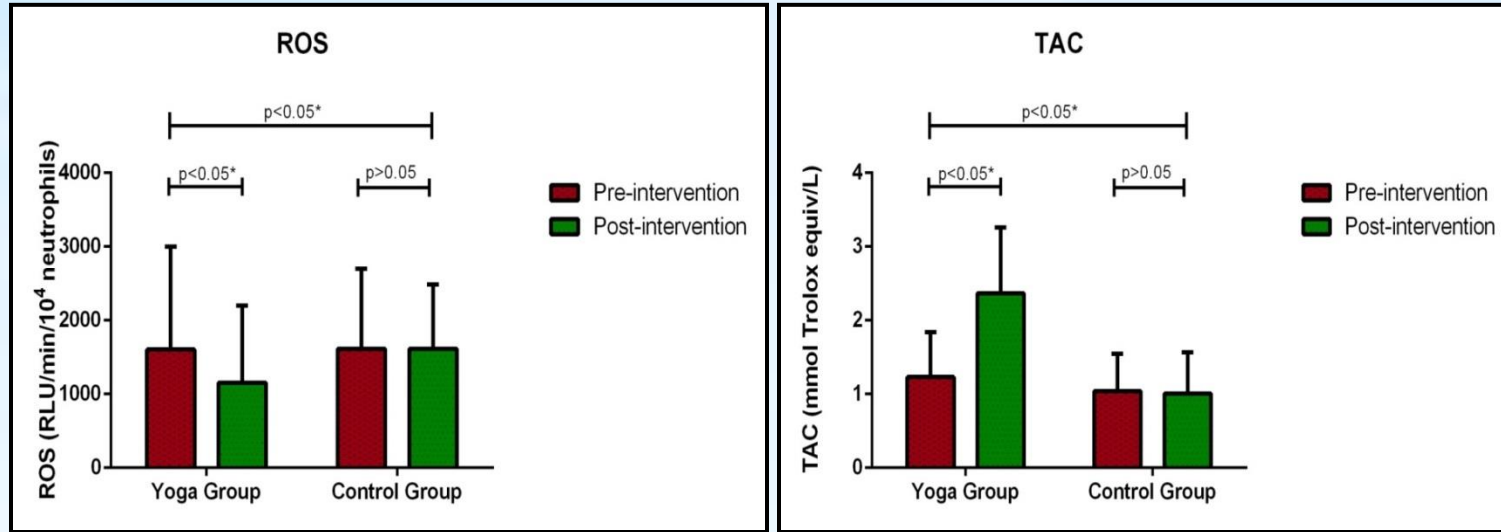 ROS
p<0.05*
p<0.05*
p>0.05
ROS (RLU/min/10⁴ neutrophils)
4000
3000
2000
1000
0
Yoga Group
Control Group
Pre-intervention
Post-intervention
TAC
p<0.05*
p<0.05*
p>0.05
TAC (mmol Trolox equiv/L)
4
3
2
1
0
Yoga Group
Control Group
Pre-intervention
Post-intervention